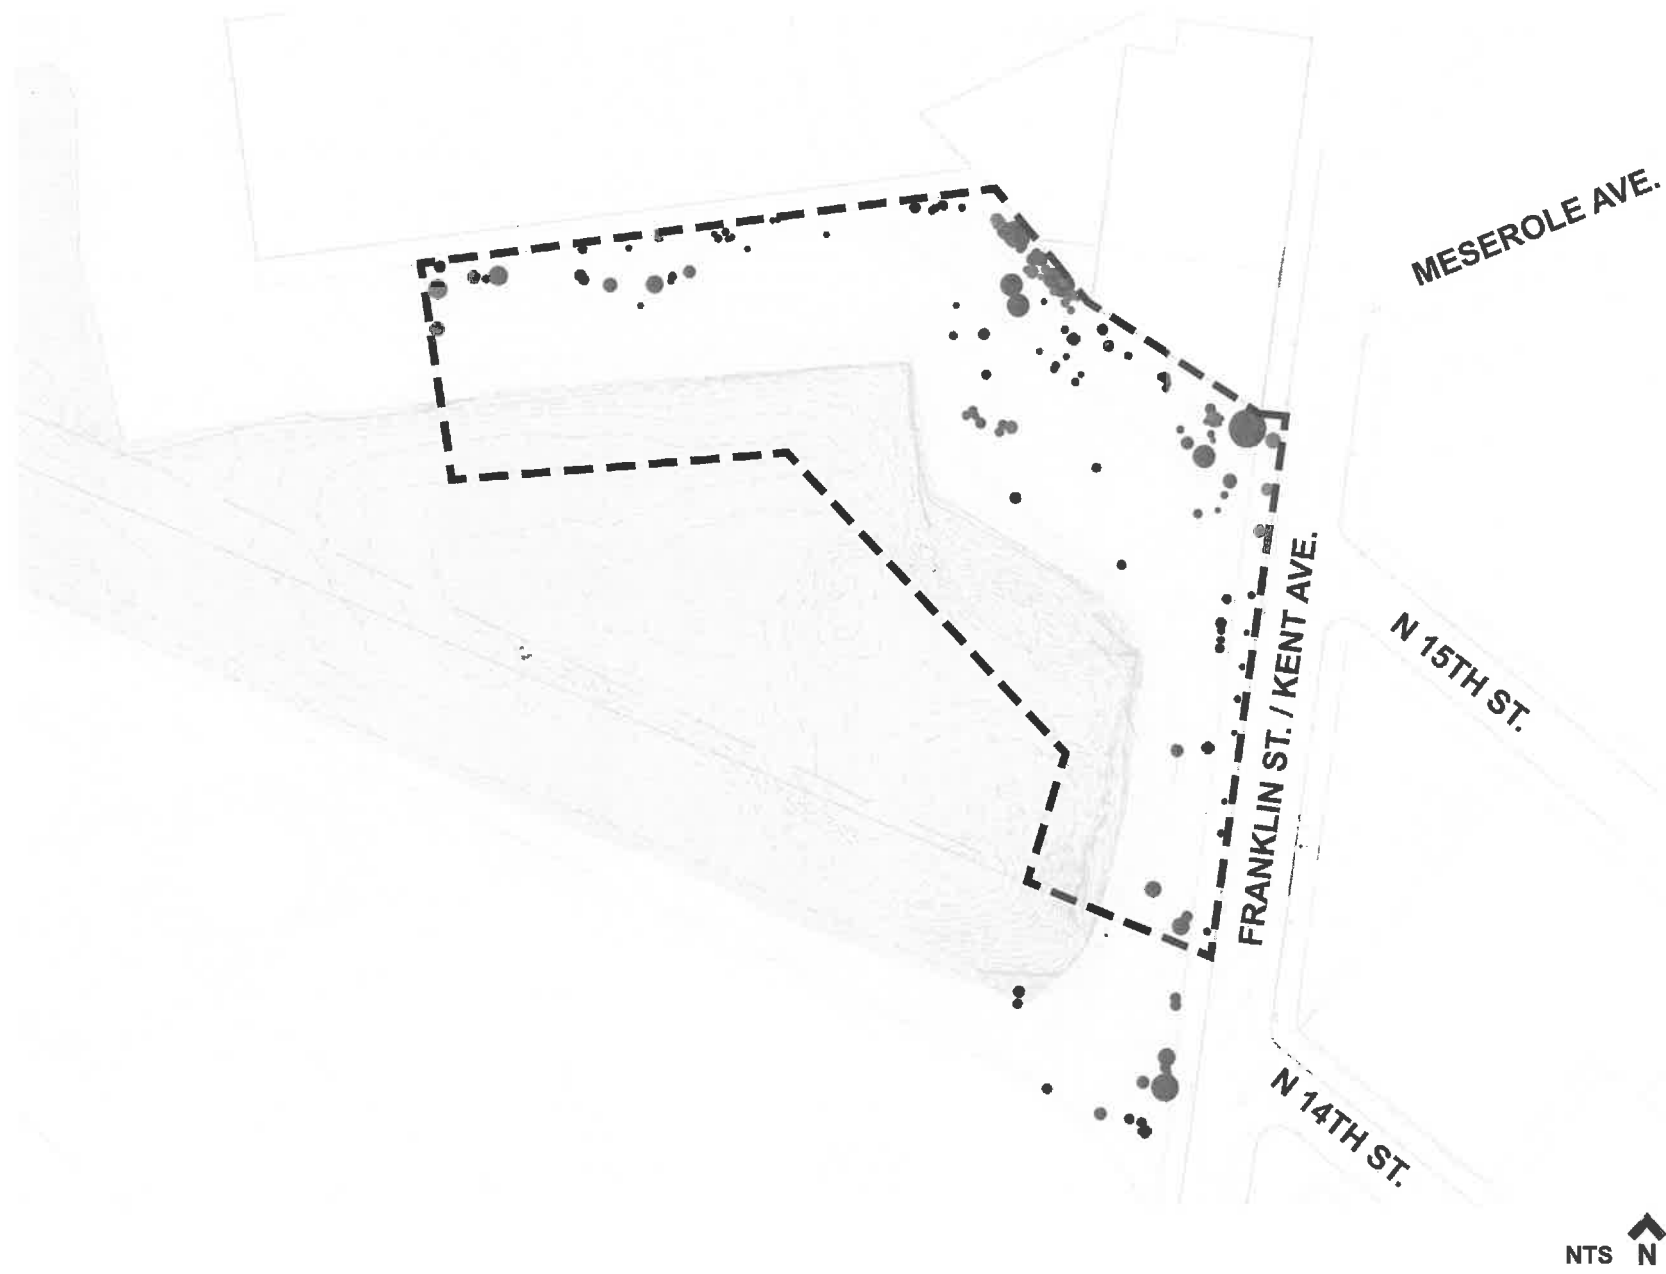 MESEROLE AVE.
N 15TH ST.
FRANKLIN ST. / KENT AVE.
N 14TH ST.
NTS N